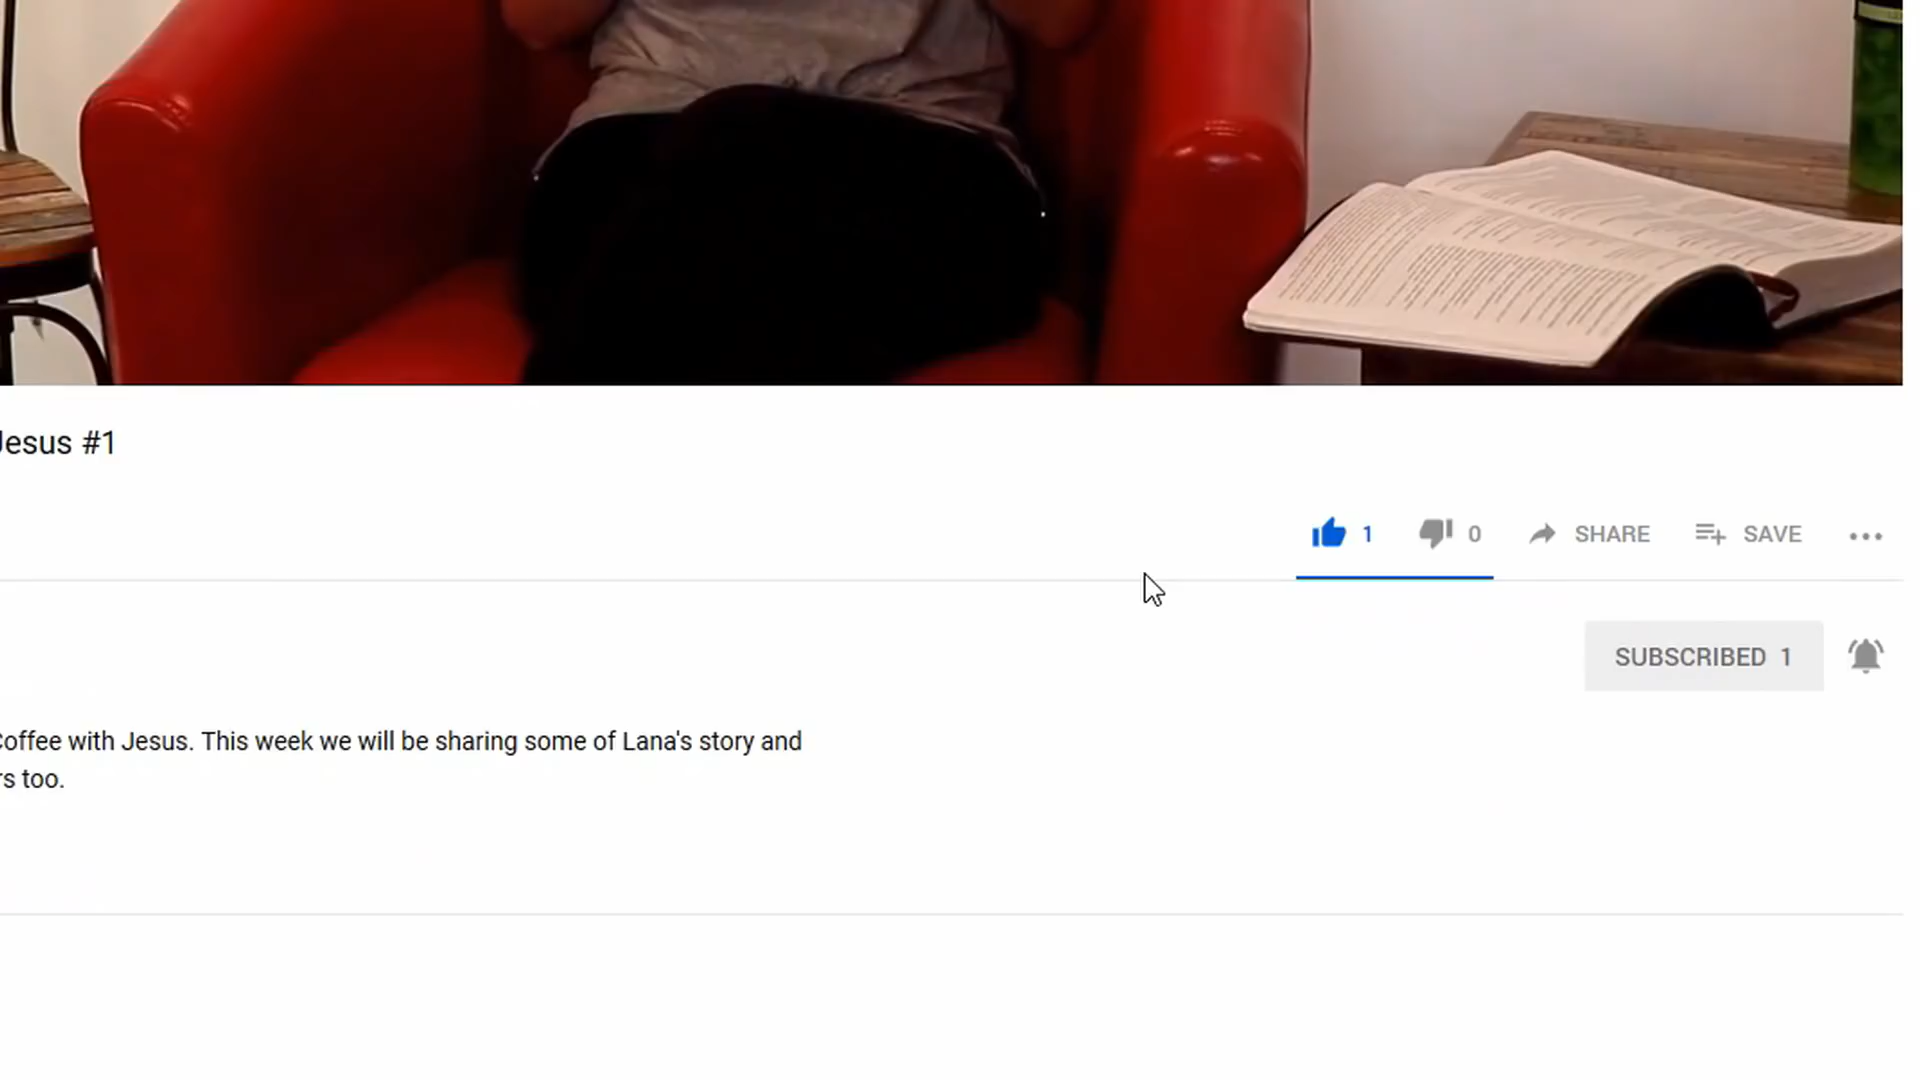 Jesus #1
1 0 SHARE SAVE
SUBSCRIBED 1
Coffee with Jesus. This week we will be sharing some of Lana's story and
rs too.